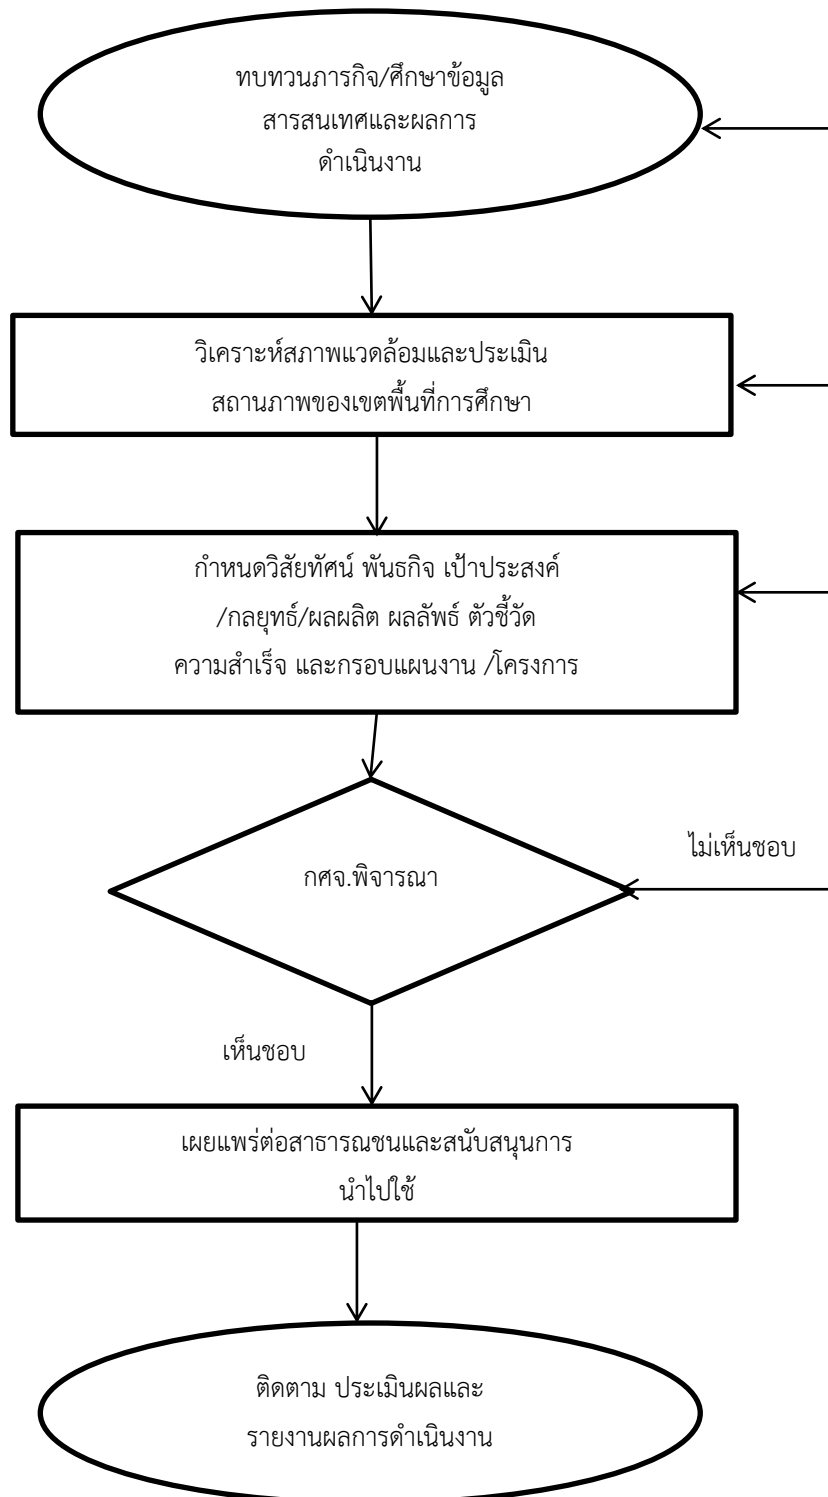 ทบทวนภารกิจ/ศึกษาข้อมูล
สารสนเทศและผลการ
ดำเนินงาน
วิเคราะห์สภาพแวดล้อมและประเมิน
สถานภาพของเขตพื้นที่การศึกษา
กำหนดวิสัยทัศน์ พันธกิจ เป้าประสงค์
/กลยุทธ์/ผลผลิต ผลลัพธ์ ตัวชี้วัด
ความสำเร็จ และกรอบแผนงาน /โครงการ
ไม่เห็นชอบ
กศจ.พิจารณา
เห็นชอบ
เผยแพร่ต่อสาธารณชนและสนับสนุนการ
นำไปใช้
ติดตาม ประเมินผลและ
รายงานผลการดำเนินงาน